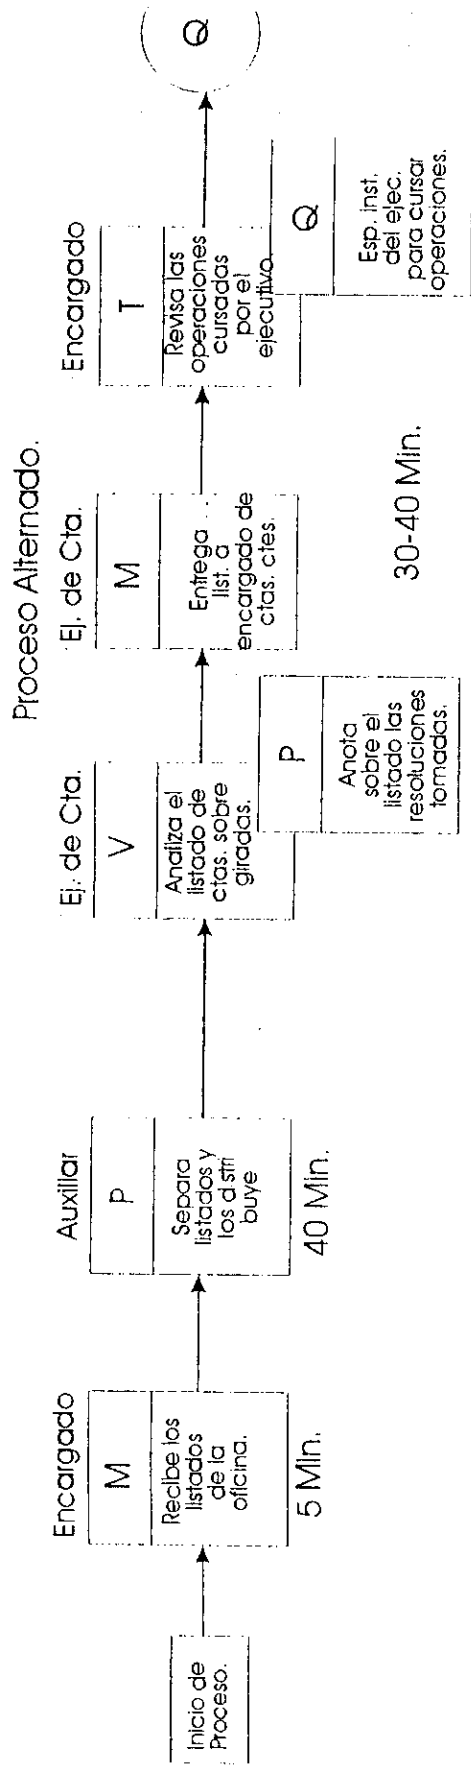 Proceso Alternado.
Inicio de
Proceso.
Encargado
M
Recibe los
listados
de la
oficina.
5 Min.
Auxiliar
P
Separa
listados y
los distri
buye
40 Min.
Ej. de Cta.
V
Analiza el
listado de
ctas. sobre
giradas.
P
Anota
sobre el
listado las
resoluciones
tomadas.
Ej. de Cta.
M
Entrega
list. a
encargado de
ctas. ctes.
30-40 Min.
Encargado
T
Revisa las
operaciones
cursadas
por el
ejecutivo
Q
Esp. inst.
del ejec.
para cursar
operaciones.
Q